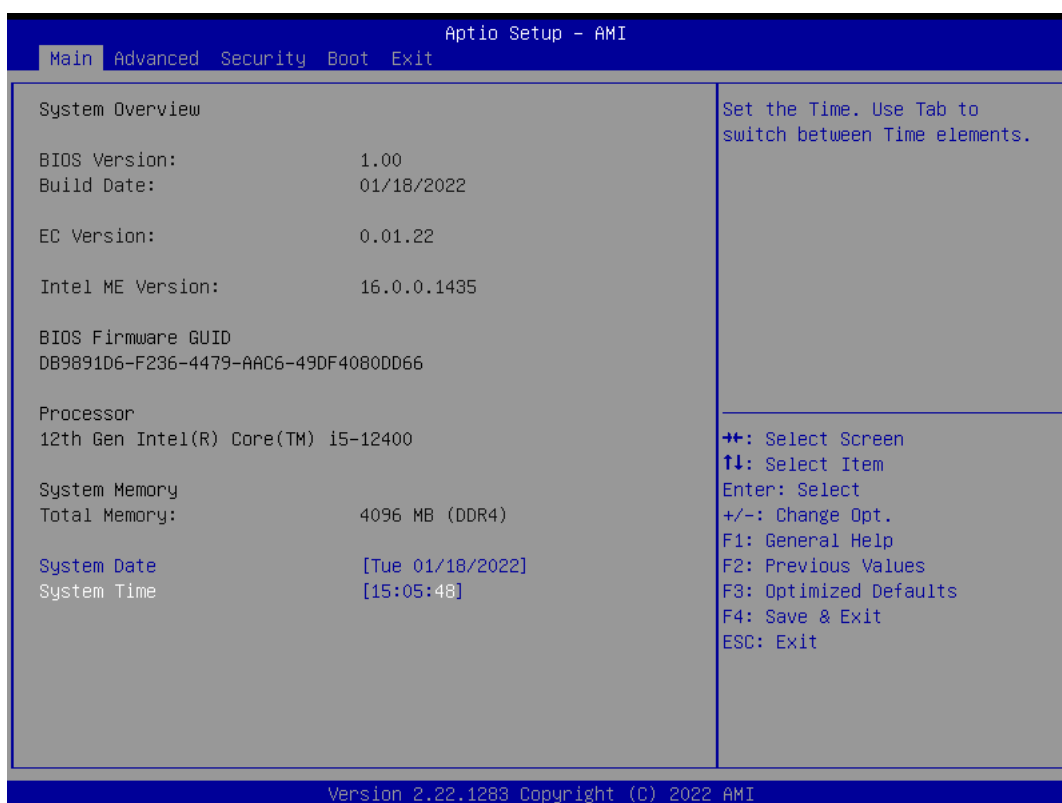 Aptio Setup – AMI
Main Advanced Security Boot Exit
System Overview
BIOS Version: 1.00
Build Date: 01/18/2022
EC Version: 0.01.22
Intel ME Version: 16.0.0.1435
BIOS Firmware GUID
DB9891D6-F236-4479-AAC6-49DF4080DD66
Processor
12th Gen Intel(R) Core(TM) i5-12400
System Memory
Total Memory: 4096 MB (DDR4)
System Date [Tue 01/18/2022]
System Time [15:05:48]
Set the Time. Use Tab to
switch between Time elements.
→←: Select Screen
↑↓: Select Item
Enter: Select
+/-: Change Opt.
F1: General Help
F2: Previous Values
F3: Optimized Defaults
F4: Save & Exit
ESC: Exit
Version 2.22.1283 Copyright (C) 2022 AMI